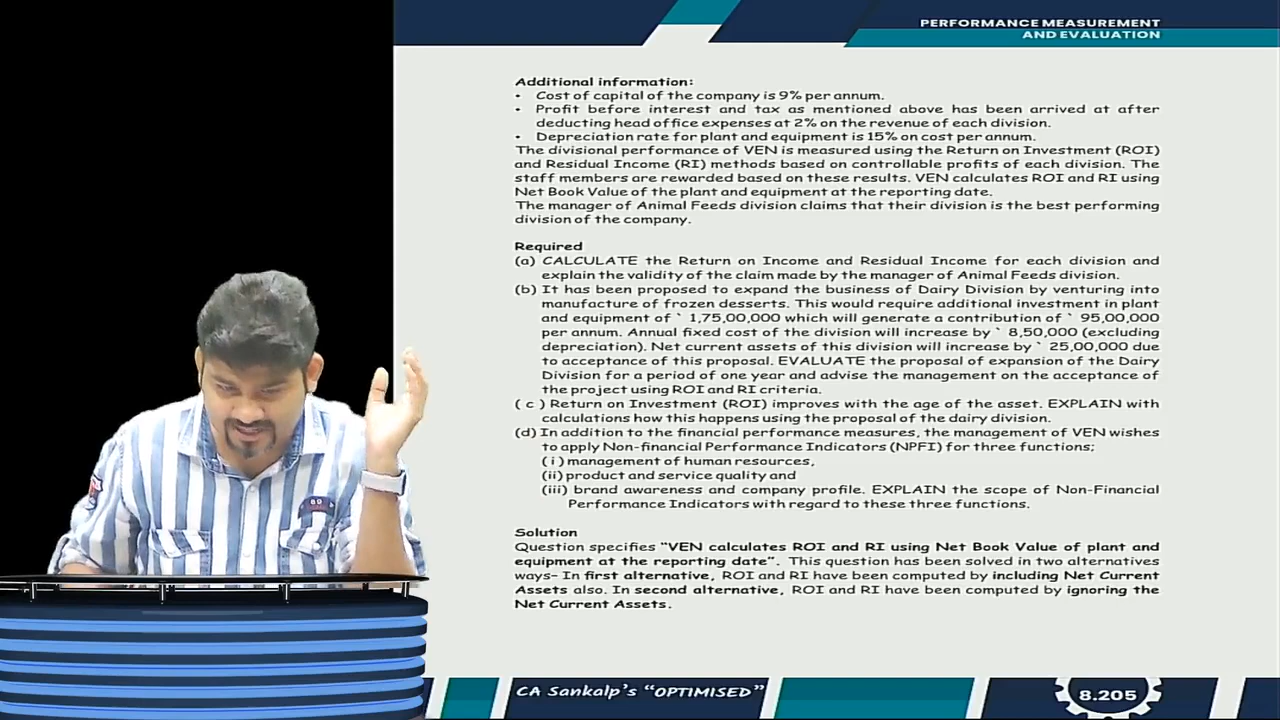 PERFORMANCE MEASUREMENT
AND EVALUATION
Additional information:
• Cost of capital of the company is 9% per annum.
• Profit before interest and tax as mentioned above has been arrived at after
deducting head office expenses at 2% on the revenue of each division.
• Depreciation rate for plant and equipment is 15% on cost per annum.
The divisional performance of VEN is measured using the Return on Investment (ROI)
and Residual Income (RI) methods based on controllable profits of each division. The
staff members are rewarded based on these results. VEN calculates ROI and RI using
Net Book Value of the plant and equipment at the reporting date.
The manager of Animal Feeds division claims that their division is the best performing
division of the company.
Required
(a) CALCULATE the Return on Income and Residual Income for each division and
explain the validity of the claim made by the manager of Animal Feeds division.
(b) It has been proposed to expand the business of Dairy Division by venturing into
manufacture of frozen desserts. This would require additional investment in plant
and equipment of ` 1,75,00,000 which will generate a contribution of ` 95,00,000
per annum. Annual fixed cost of the division will increase by ` 8,50,000 (excluding
depreciation). Net current assets of this division will increase by ` 25,00,000 due
to acceptance of this proposal. EVALUATE the proposal of expansion of the Dairy
Division for a period of one year and advise the management on the acceptance of
the project using ROI and RI criteria.
( c ) Return on Investment (ROI) improves with the age of the asset. EXPLAIN with
calculations how this happens using the proposal of the dairy division.
(d) In addition to the financial performance measures, the management of VEN wishes
to apply Non-financial Performance Indicators (NPFI) for three functions;
( i ) management of human resources,
(ii) product and service quality and
(iii) brand awareness and company profile. EXPLAIN the scope of Non-Financial
Performance Indicators with regard to these three functions.
Solution
Question specifies “VEN calculates ROI and RI using Net Book Value of plant and
equipment at the reporting date”. This question has been solved in two alternatives
ways– In first alternative, ROI and RI have been computed by including Net Current
Assets also. In second alternative, ROI and RI have been computed by ignoring the
Net Current Assets.
CA Sankalp's “OPTIMISED”
8.205